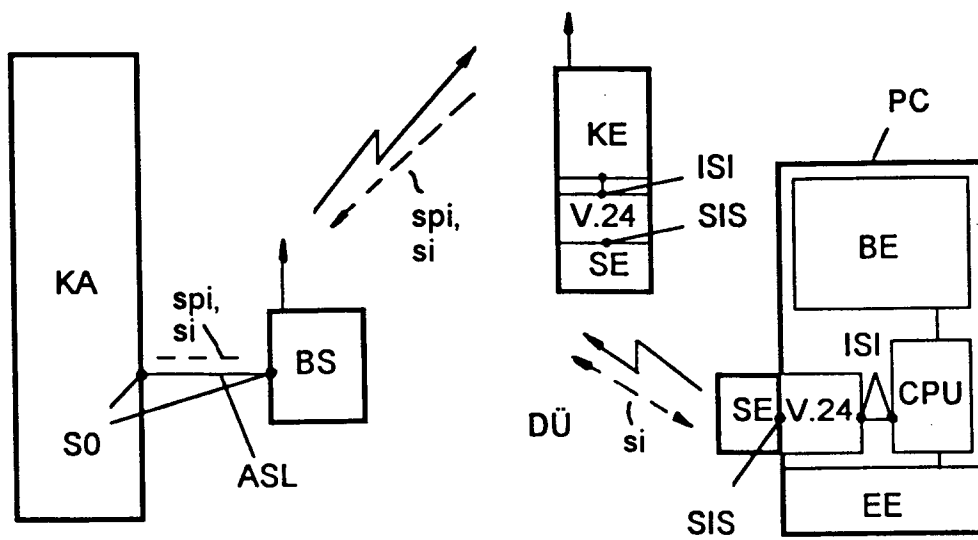 KA
spi,
si
BS
S0
ASL
spi,
si
KE
ISI
V.24
SIS
SE
PC
BE
ISI
CPU
SE
V.24
DÜ
si
SIS
EE